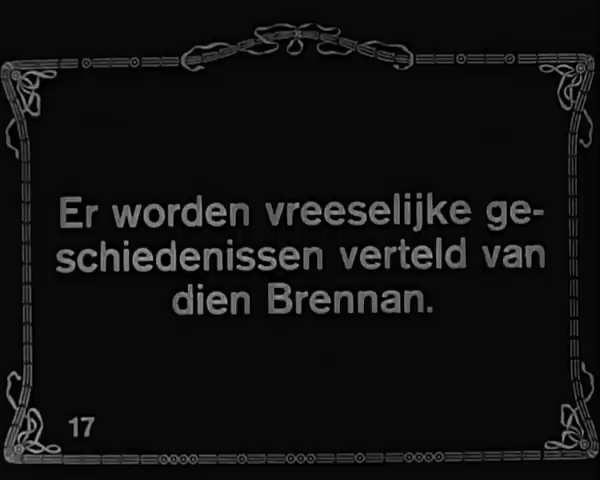 Er worden vreeselijke ge-
schiedenissen verteld van
dien Brennan.
17